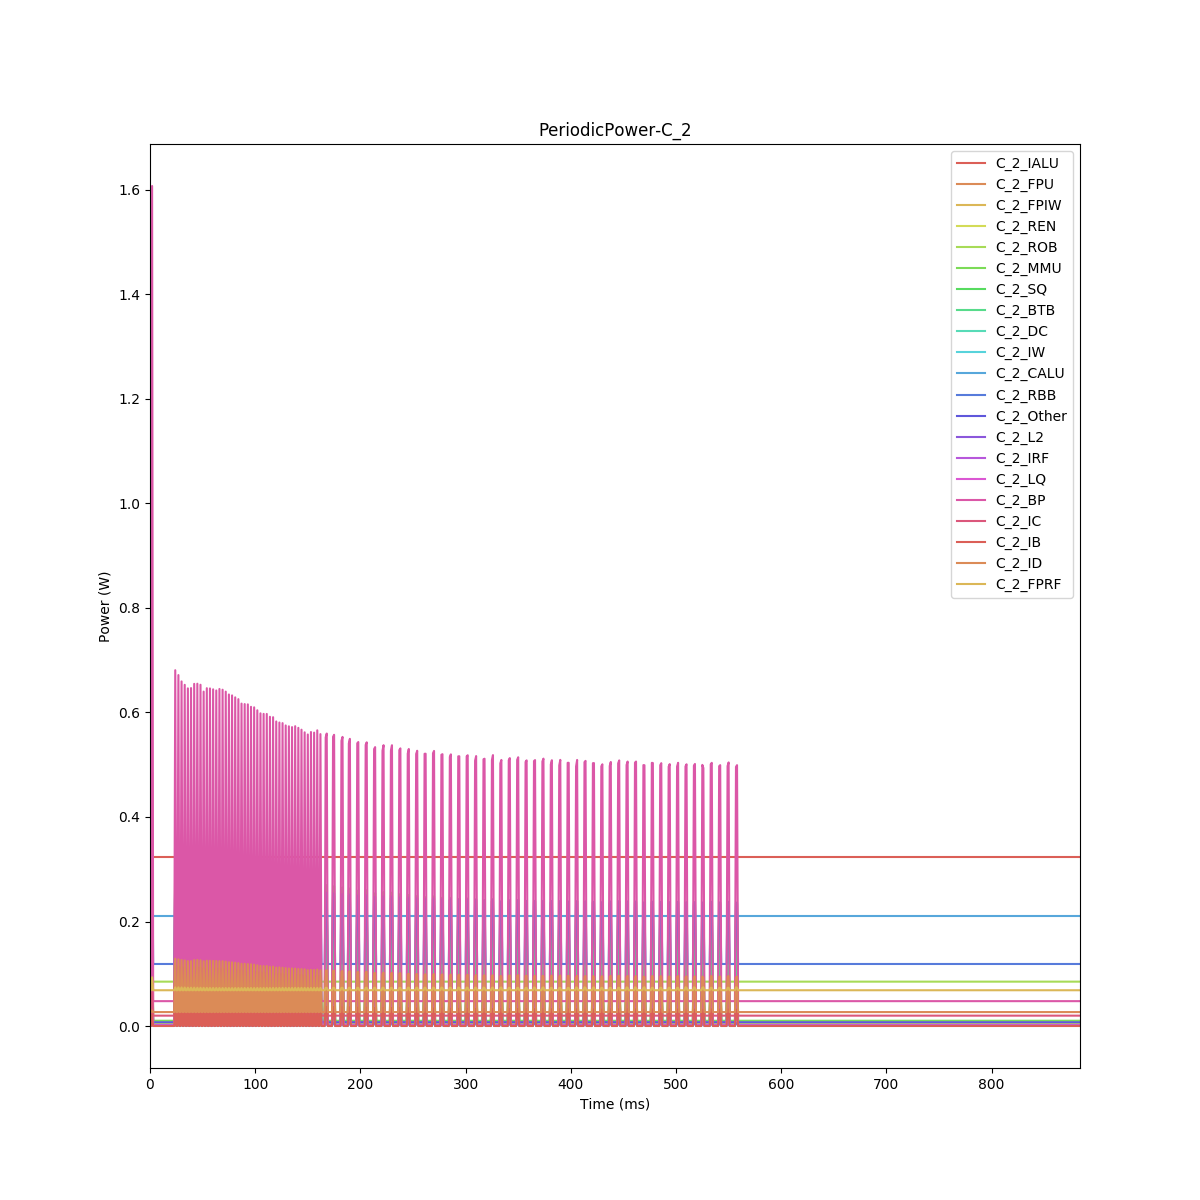 PeriodicPower-C_2
Power (W)
1.6
1.4
1.2
1.0
0.8
0.6
0.4
0.2
0.0
0 100 200 300 400 500 600 700 800
Time (ms)
C_2_IALU
C_2_FPU
C_2_FPIW
C_2_REN
C_2_ROB
C_2_MMU
C_2_SQ
C_2_BTB
C_2_DC
C_2_IW
C_2_CALU
C_2_RBB
C_2_Other
C_2_L2
C_2_IRF
C_2_LQ
C_2_BP
C_2_IC
C_2_IB
C_2_ID
C_2_FPRF